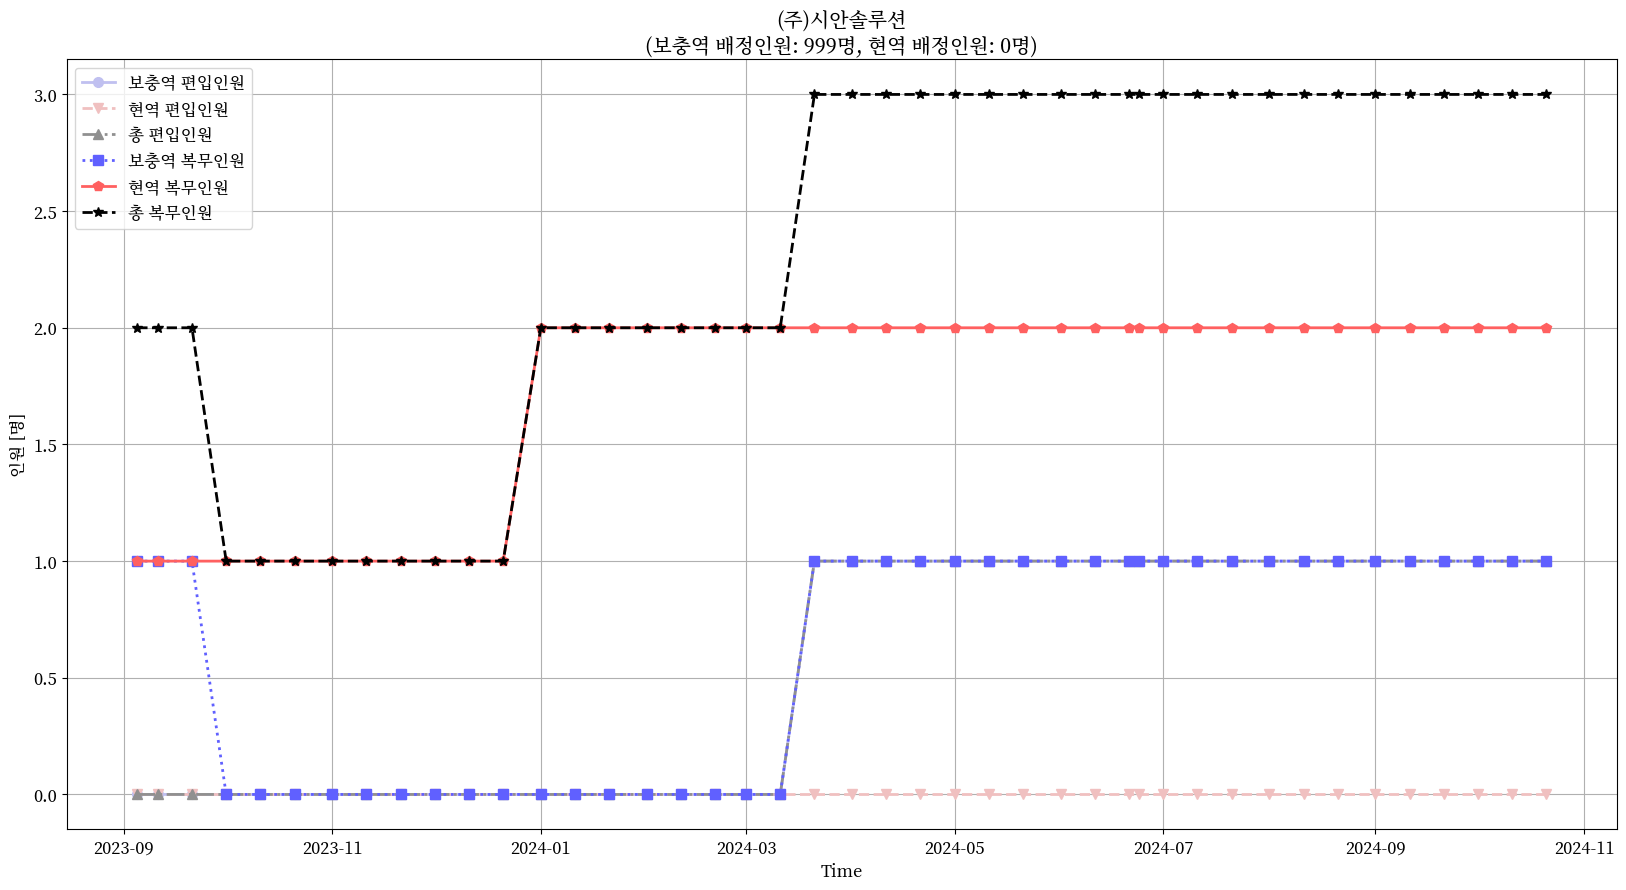 (주)시안솔루션
(보충역 배정인원: 999명, 현역 배정인원: 0명)
보충역 편입인원
현역 편입인원
총 편입인원
보충역 복무인원
현역 복무인원
총 복무인원
3.0
2.5
2.0
1.5
1.0
0.5
0.0
인원 [명]
2023-09
2023-11
2024-01
2024-03
2024-05
2024-07
2024-09
2024-11
Time